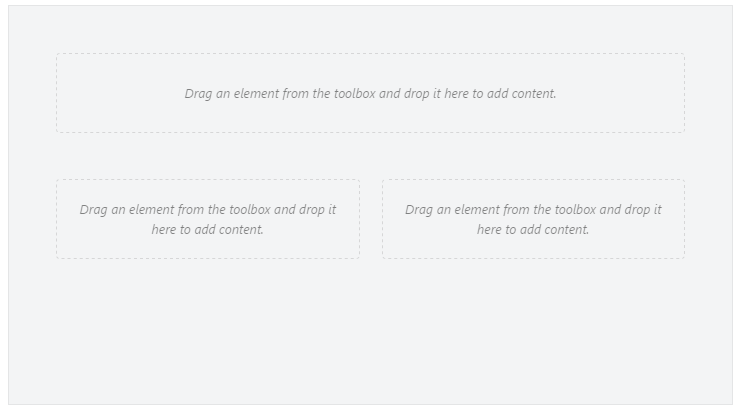 Drag an element from the toolbox and drop it here to add content.
Drag an element from the toolbox and drop it
here to add content.
Drag an element from the toolbox and drop it
here to add content.